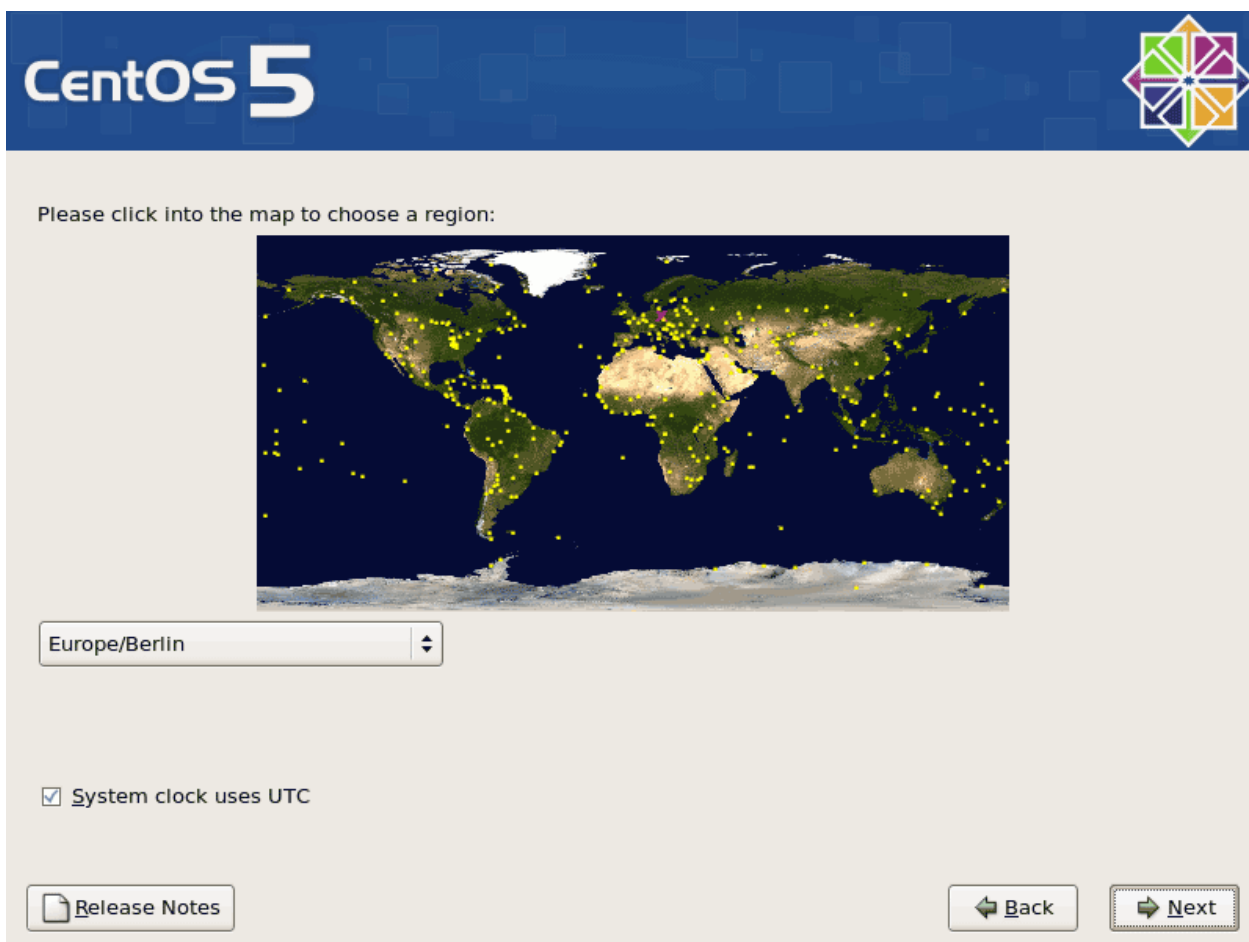 CentOS 5
Please click into the map to choose a region:
Europe/Berlin
System clock uses UTC
Release Notes
Back
Next